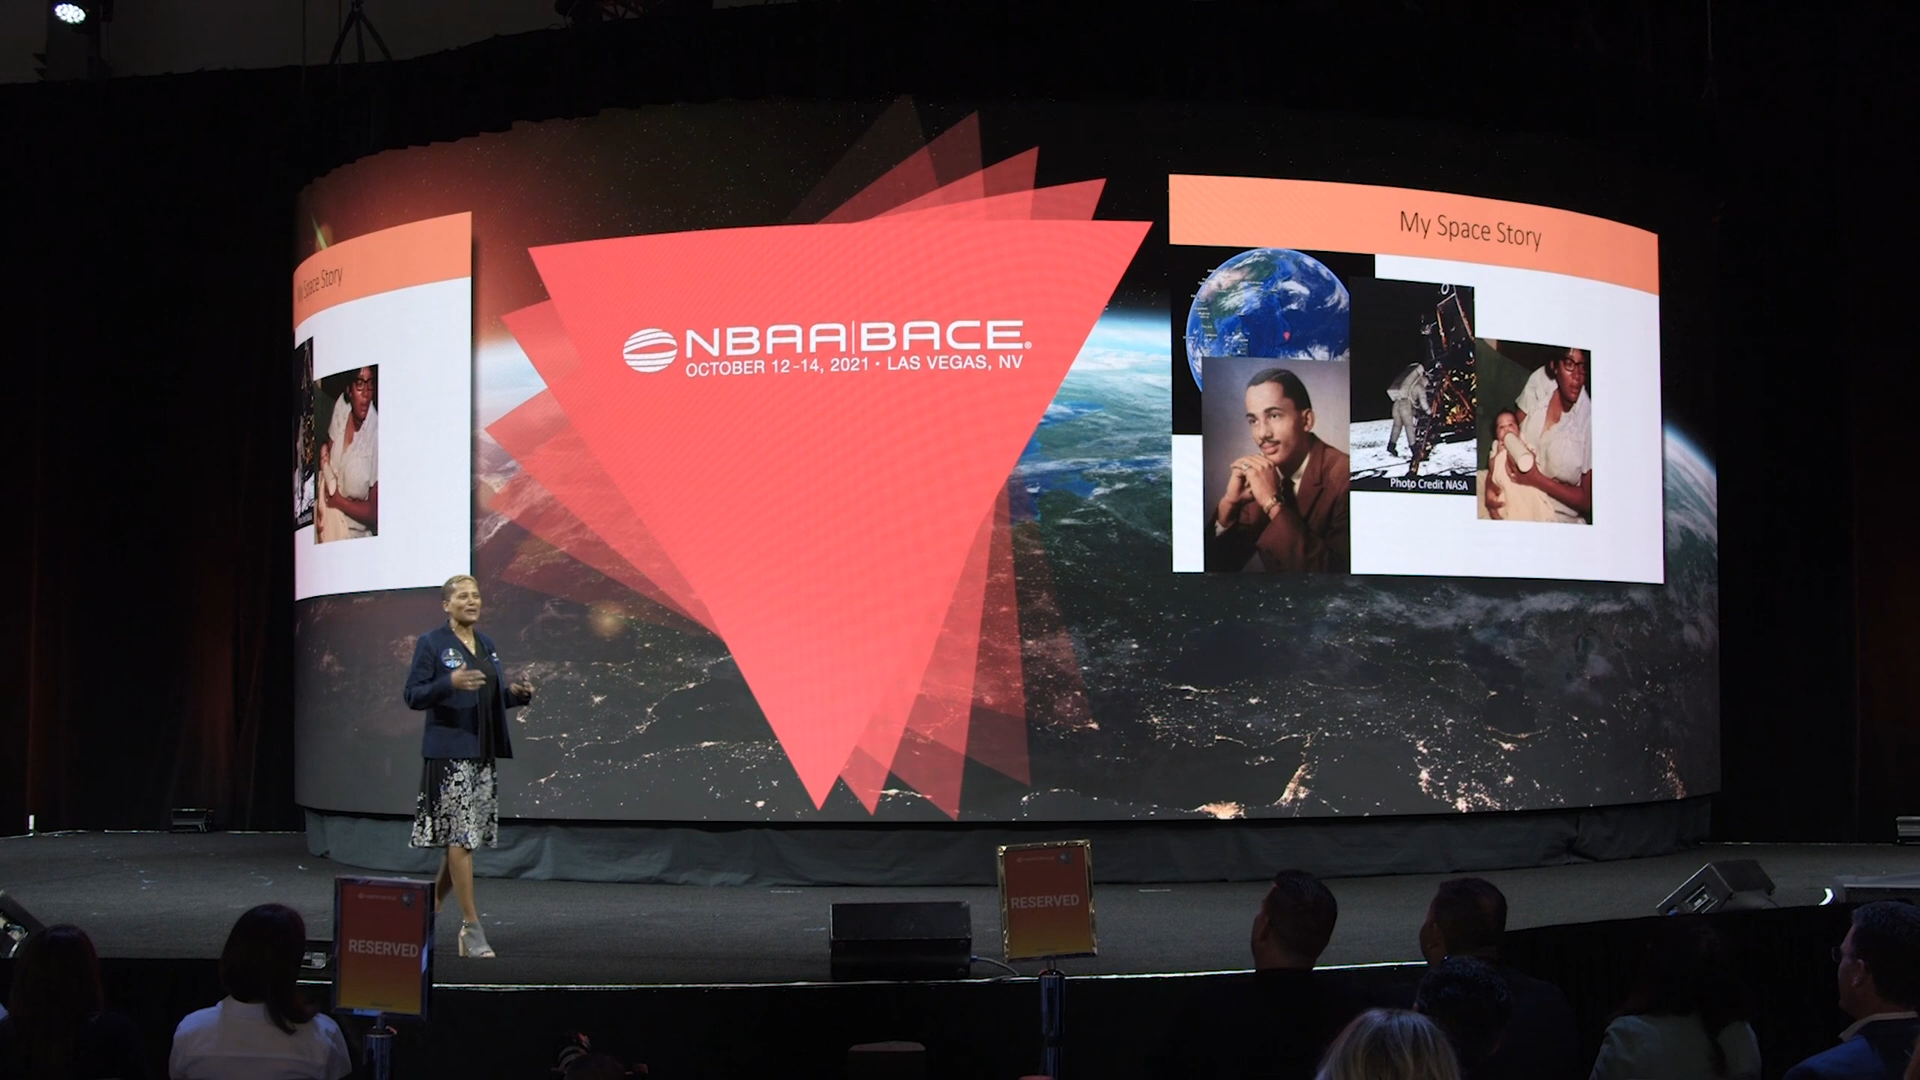 My Space Story
NBAA|BACE®
OCTOBER 12-14, 2021 • LAS VEGAS, NV
My Space Story
Photo Credit NASA
RESERVED
RESERVED